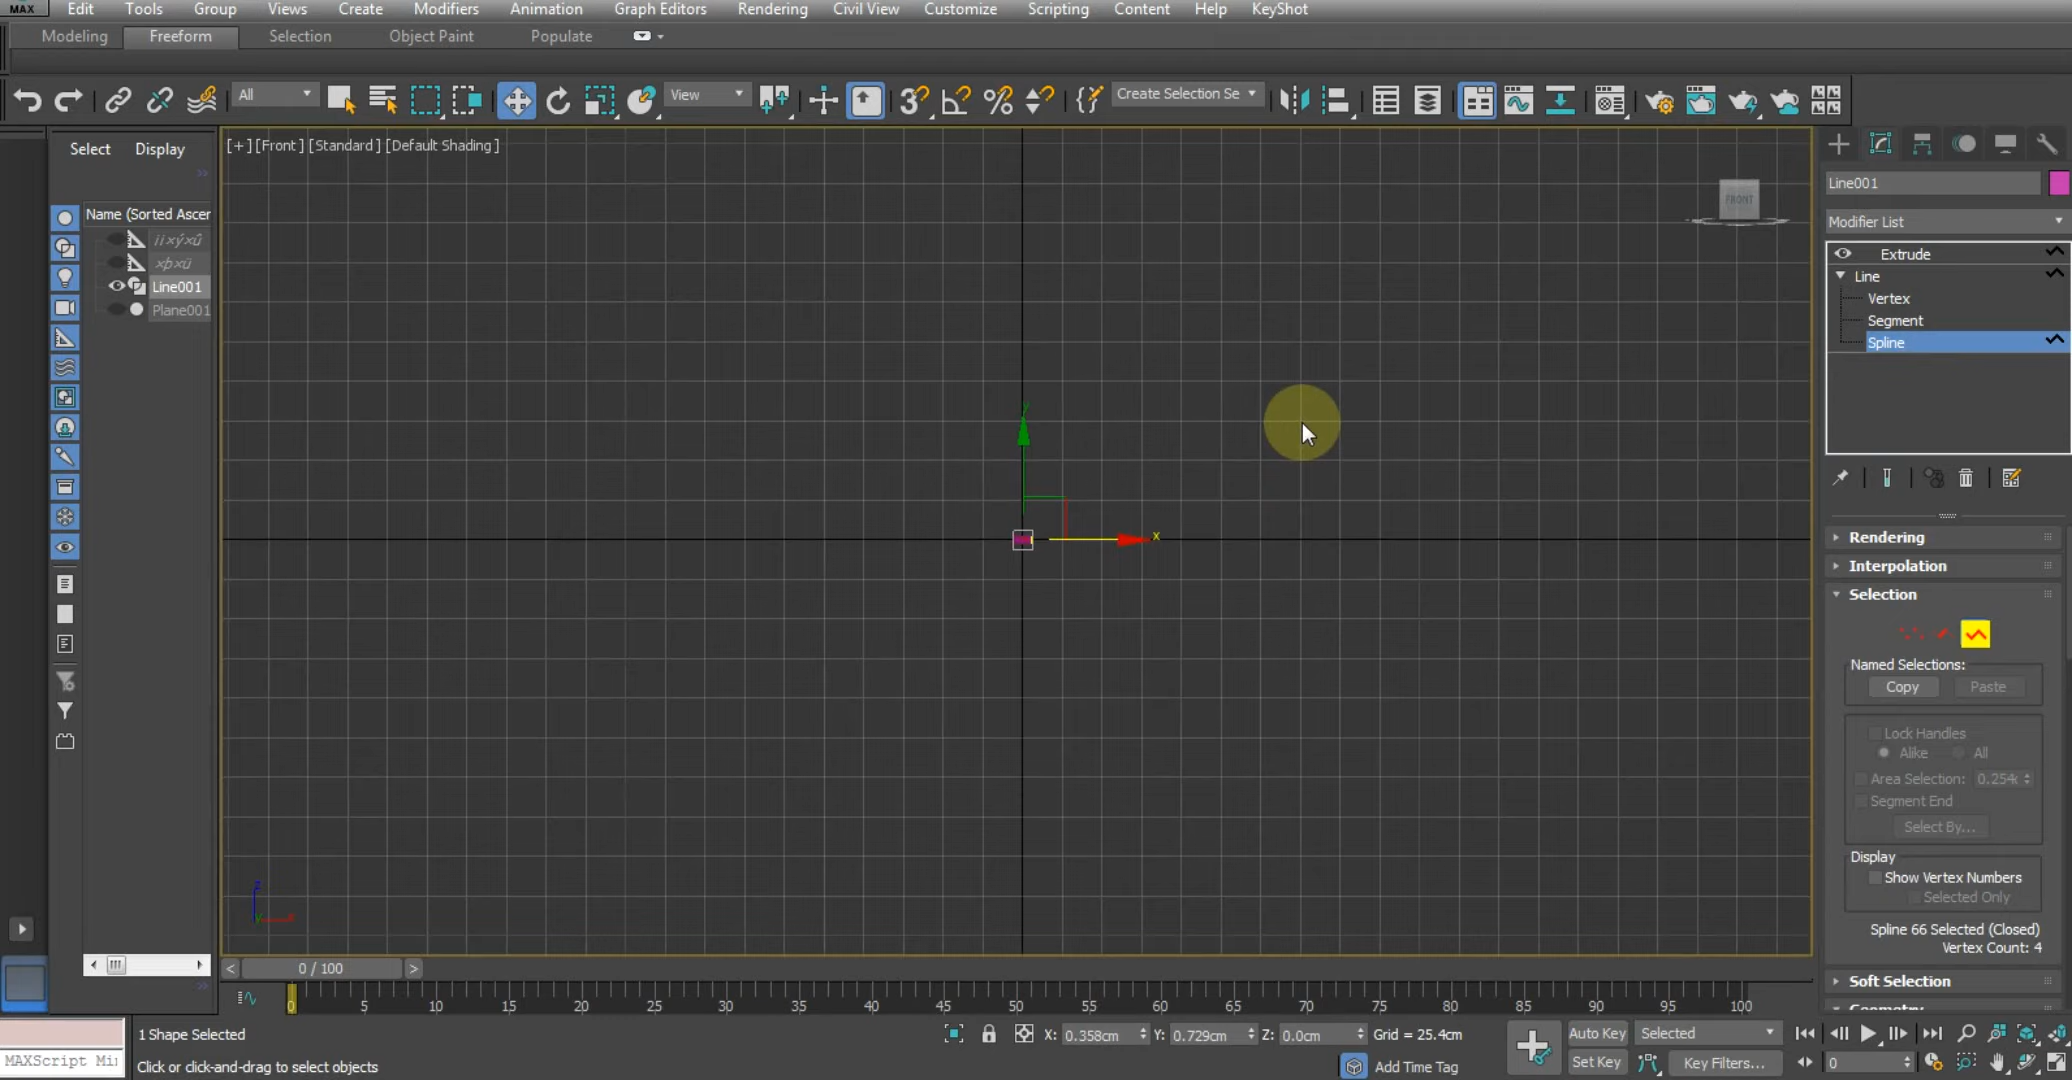 MAX Edit Tools Group Views Create Modifiers Animation Graph Editors Rendering Civil View Customize Scripting Content Help KeyShot
Modeling Freeform Selection Object Paint Populate
All View Create Selection Se
Select Display
[+] [Front] [Standard] [Default Shading]
FRONT
Line001
Modifier List
Name (Sorted Ascer
Line001
Plane001
Extrude
Line
Vertex
Segment
Spline
y
x
Rendering
Interpolation
Selection
Named Selections:
Copy Paste
Lock Handles
Alike All
Area Selection: 0.254c
Segment End
Select By...
Display
Show Vertex Numbers
Selected Only
Spline 66 Selected (Closed)
Vertex Count: 4
Soft Selection
Geometry
z
0 / 100
0 5 10 15 20 25 30 35 40 45 50 55 60 65 70 75 80 85 90 95 100
1 Shape Selected X: 0.358cm Y: 0.729cm Z: 0.0cm Grid = 25.4cm Auto Key Selected
MAXScript Mi Click or click-and-drag to select objects Add Time Tag Set Key Key Filters... 0